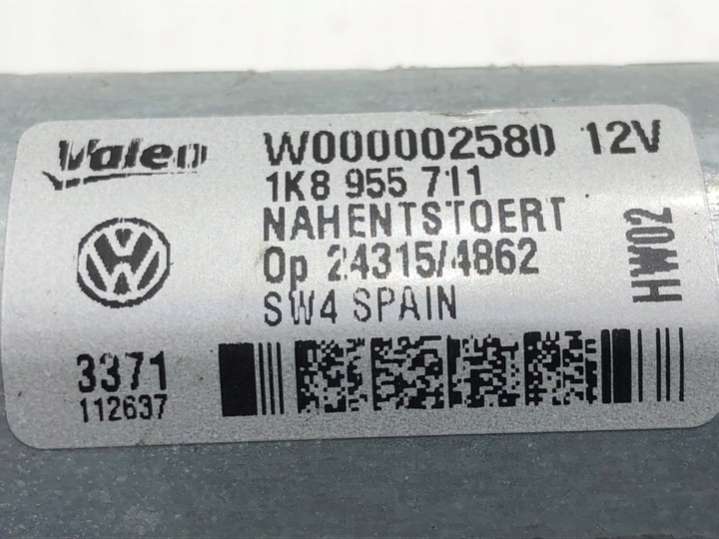 Valeo W000002580 12V
1K8 955 711
NAHENTSTOERT
Op 24315/4862
SW4 SPAIN
HW02
3371
112637